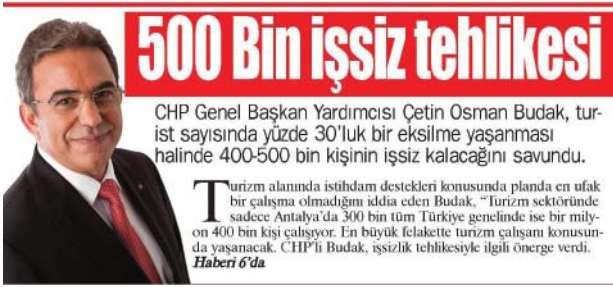 500 Bin işsiz tehlikesi
CHP Genel Başkan Yardımcısı Çetin Osman Budak, tur-
ist sayısında yüzde 30'luk bir eksilme yaşanması
halinde 400-500 bin kişinin işsiz kalacağını savundu.
Turizm alanında istihdam destekleri konusunda planda en ufak
bir çalışma olmadığını iddia eden Budak, "Turizm sektöründe
sadece Antalya'da 300 bin tüm Türkiye genelinde ise bir mily-
on 400 bin kişi çalışıyor. En büyük felakette turizm çalışanı konusun-
da yaşanacak. CHP'li Budak, işsizlik tehlikesiyle ilgili önerge verdi.
Haberi 6'da